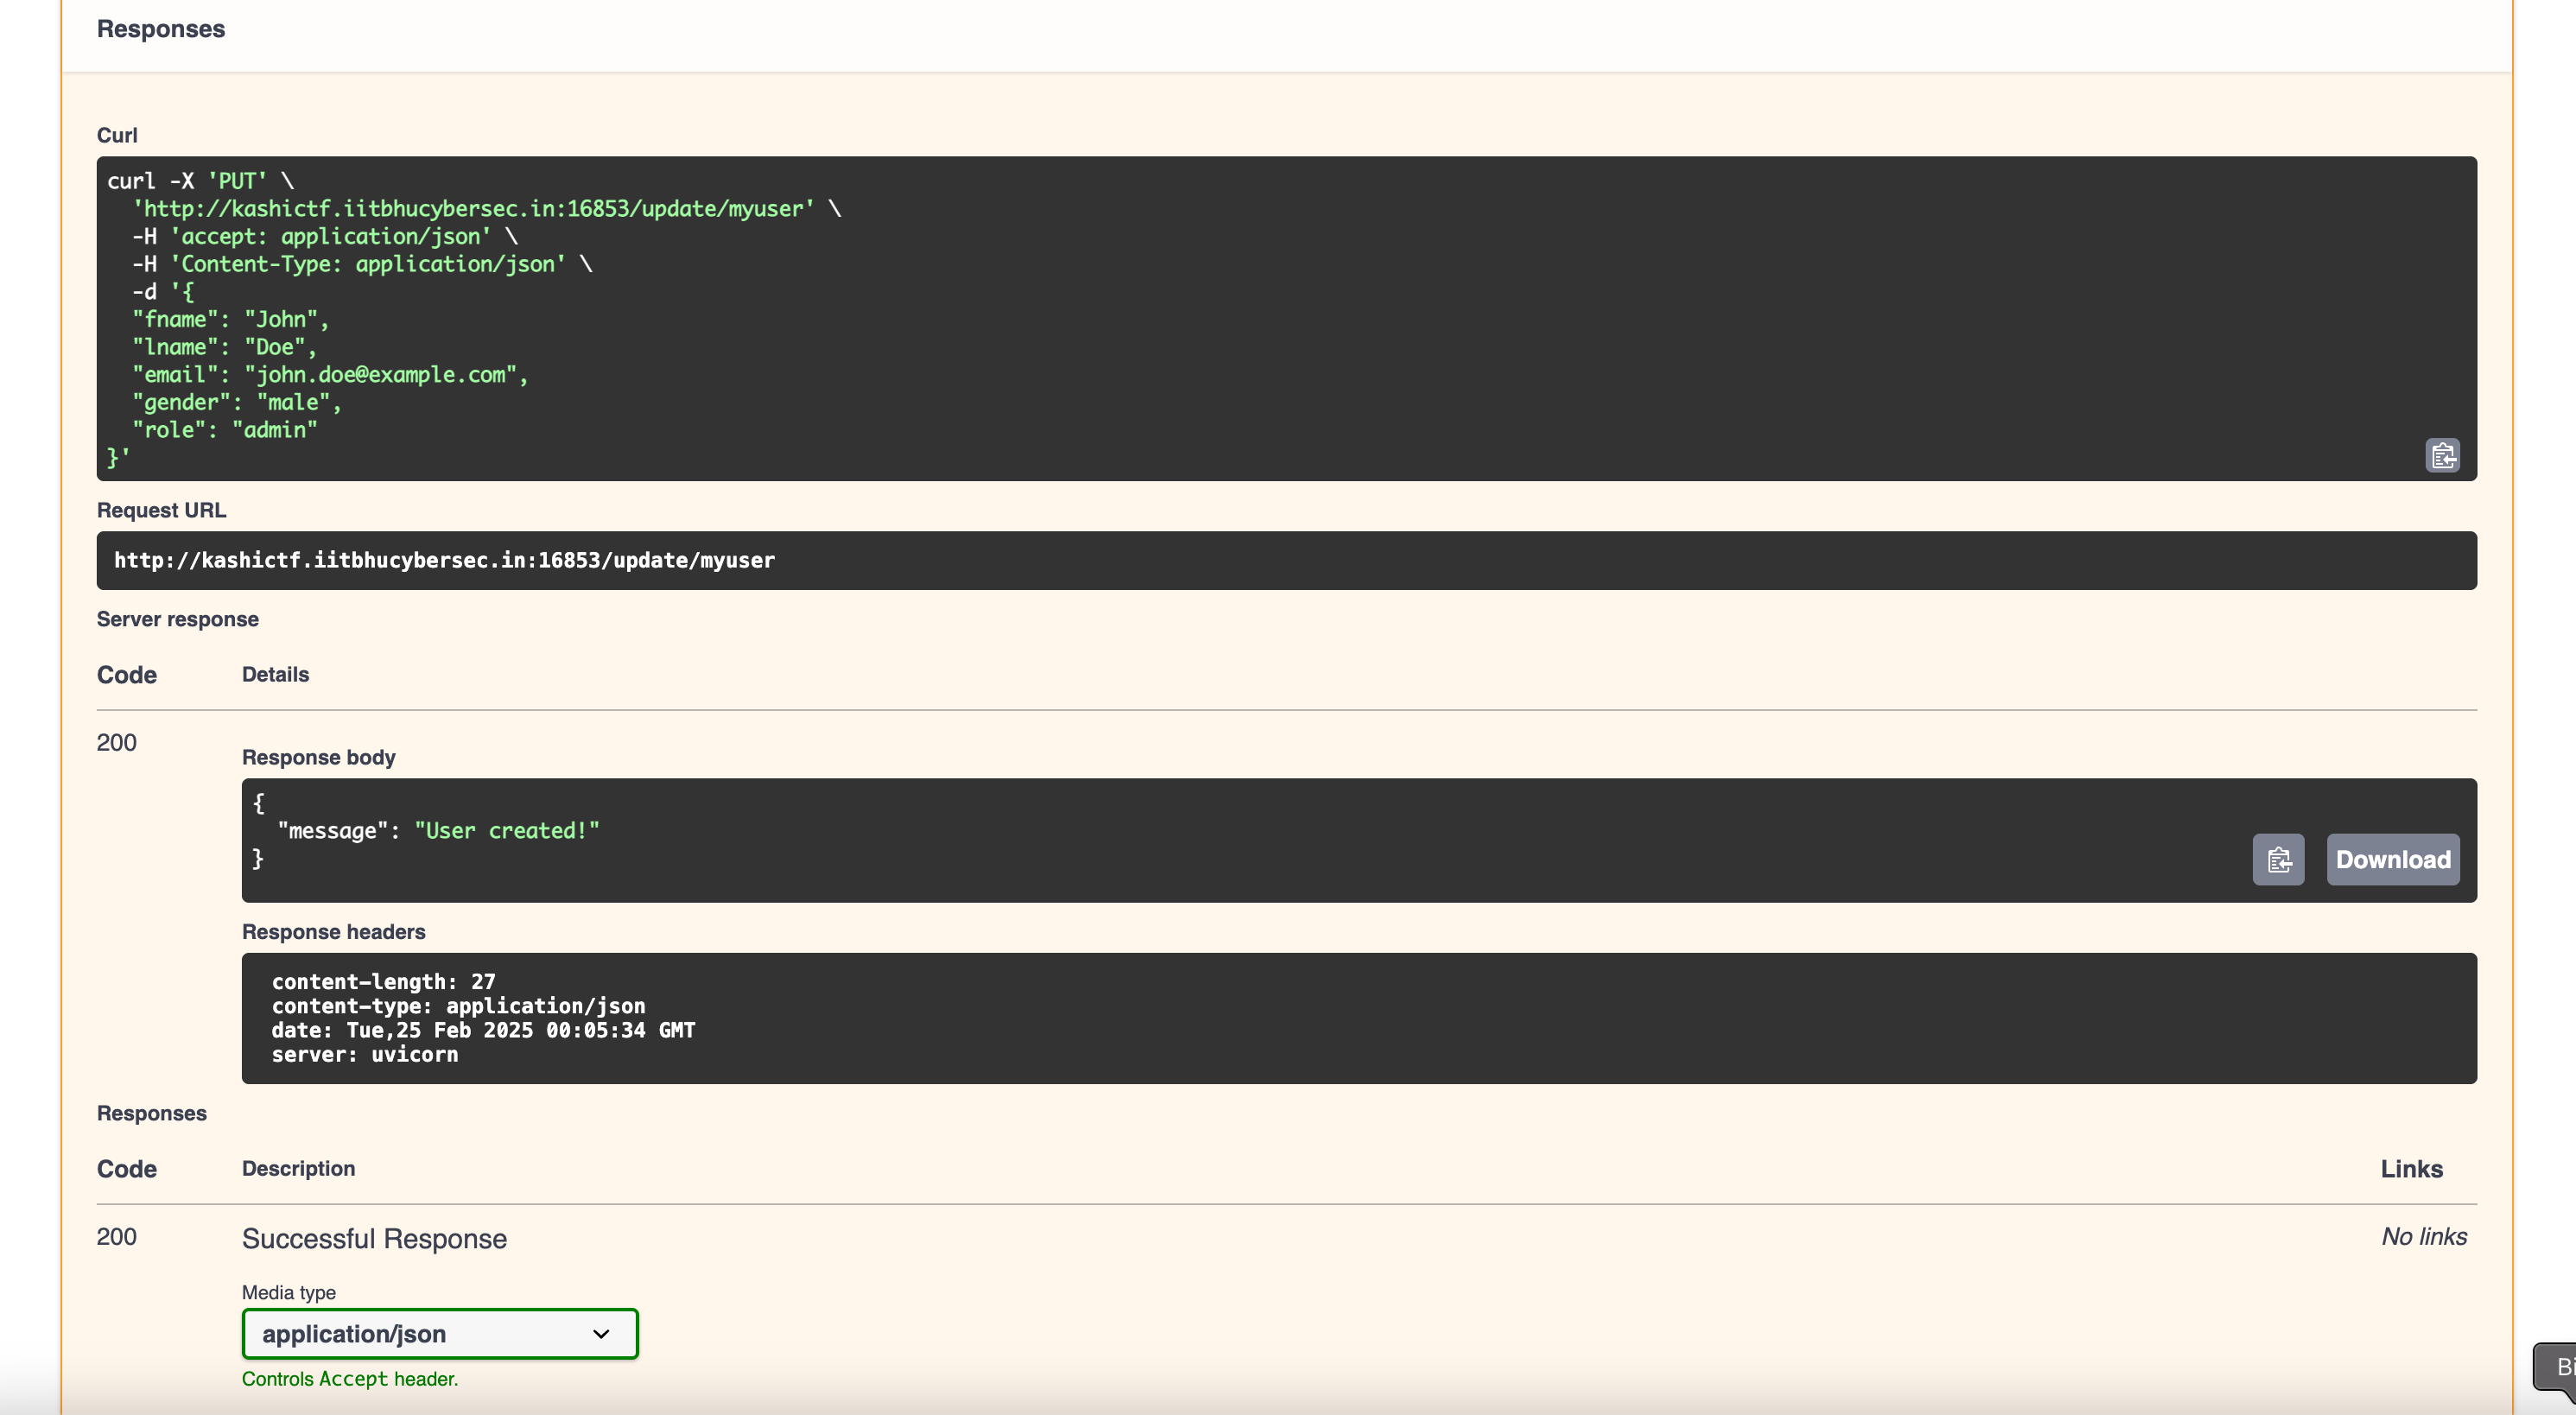 Responses
Curl
curl -X 'PUT' \
'http://kashictf.iitbhucybersec.in:16853/update/myuser' \
-H 'accept: application/json' \
-H 'Content-Type: application/json' \
-d '{
"fname": "John",
"lname": "Doe",
"email": "john.doe@example.com",
"gender": "male",
"role": "admin"
}'
Request URL
http://kashictf.iitbhucybersec.in:16853/update/myuser
Server response
Code Details
200
Response body
{
"message": "User created!"
}
Download
Response headers
content-length: 27
content-type: application/json
date: Tue,25 Feb 2025 00:05:34 GMT
server: uvicorn
Responses
Code Description Links
200 Successful Response No links
Media type
application/json
Controls Accept header.